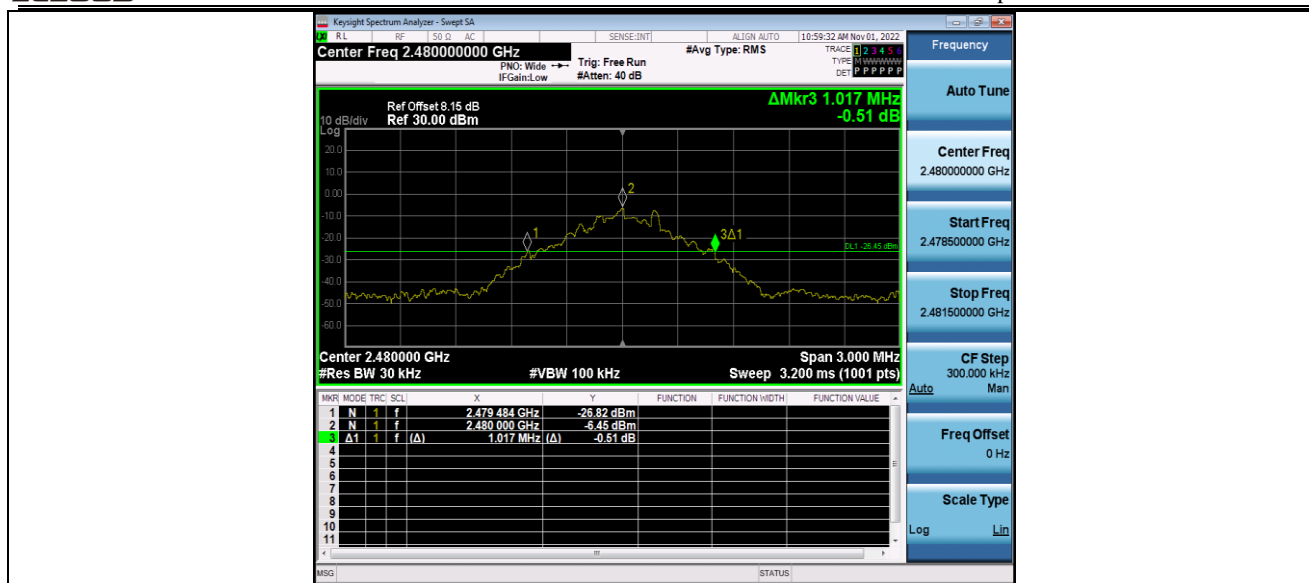 Keysight Spectrum Analyzer - Swept SA
RL RF 50 Ω AC SENSE:INT ALIGN AUTO 10:59:32 AM Nov 01, 2022
Center Freq 2.480000000 GHz #Avg Type: RMS TRACE 1 2 3 4 5 6
PNO: Wide Trig: Free Run TYPE M W W W W W
IFGain:Low #Atten: 40 dB DET P P P P P P
Frequency
Auto Tune
Center Freq
2.480000000 GHz
Start Freq
2.478500000 GHz
Stop Freq
2.481500000 GHz
CF Step
300.000 kHz
Auto Man
Freq Offset
0 Hz
Scale Type
Log Lin
ΔMkr3 1.017 MHz
-0.51 dB
Ref Offset 8.15 dB
10 dB/div Ref 30.00 dBm
Log
20.0
10.0
0.00
-10.0
-20.0
-30.0
-40.0
-50.0
-60.0
1
2
3Δ1
DL1 -26.45 dBm
Center 2.480000 GHz Span 3.000 MHz
#Res BW 30 kHz #VBW 100 kHz Sweep 3.200 ms (1001 pts)
MKR MODE TRC SCL X Y FUNCTION FUNCTION WIDTH FUNCTION VALUE
1 N 1 f 2.479 484 GHz -26.82 dBm
2 N 1 f 2.480 000 GHz -6.45 dBm
3 Δ1 1 f (Δ) 1.017 MHz (Δ) -0.51 dB
4
5
6
7
8
9
10
11
MSG STATUS